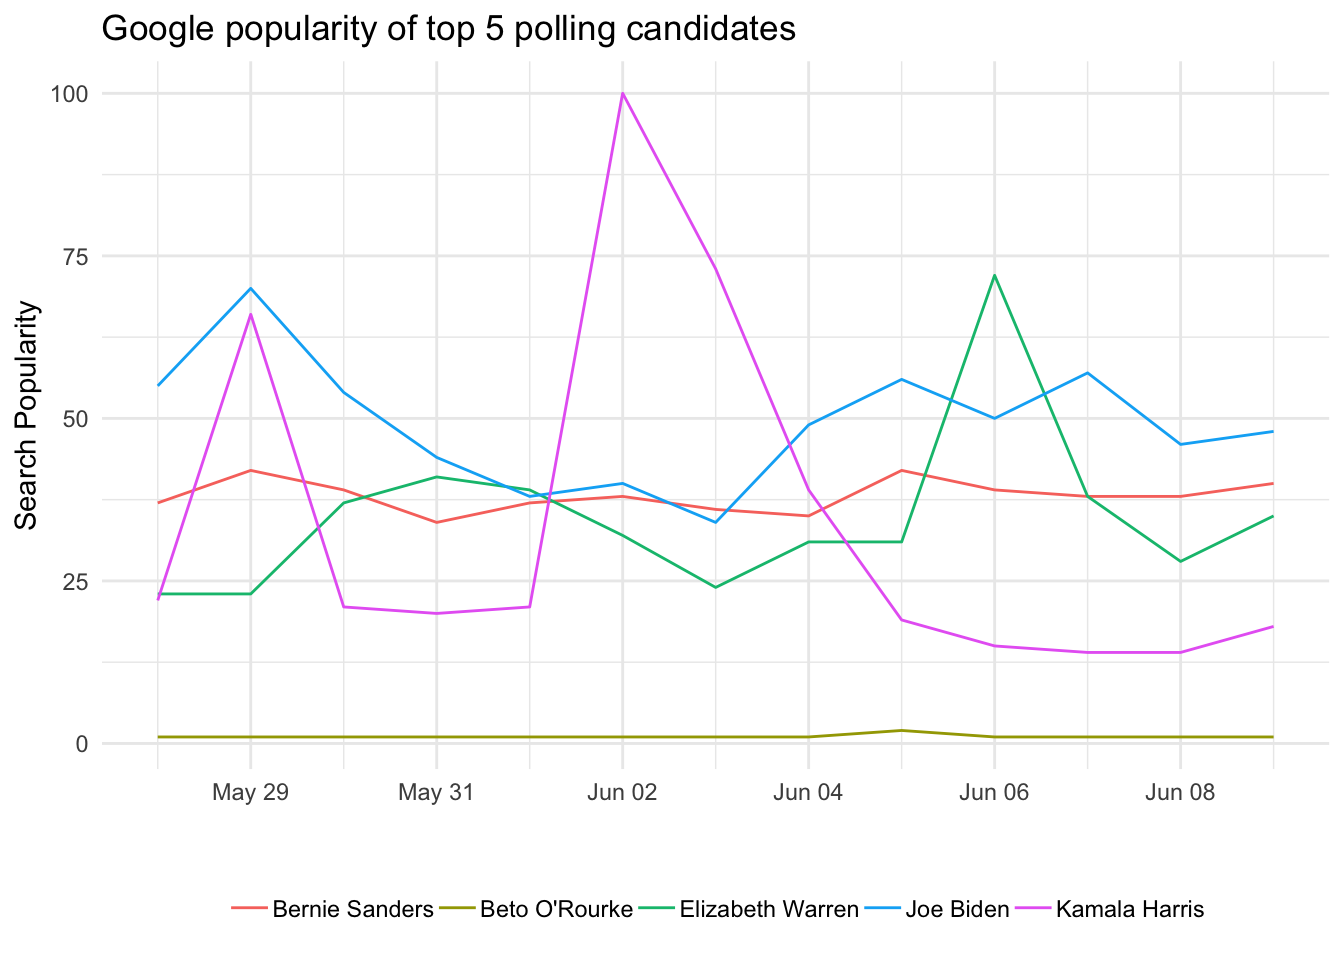 Google popularity of top 5 polling candidates
Search Popularity
100
75
50
25
0
May 29 May 31 Jun 02 Jun 04 Jun 06 Jun 08
Bernie Sanders Beto O'Rourke Elizabeth Warren Joe Biden Kamala Harris